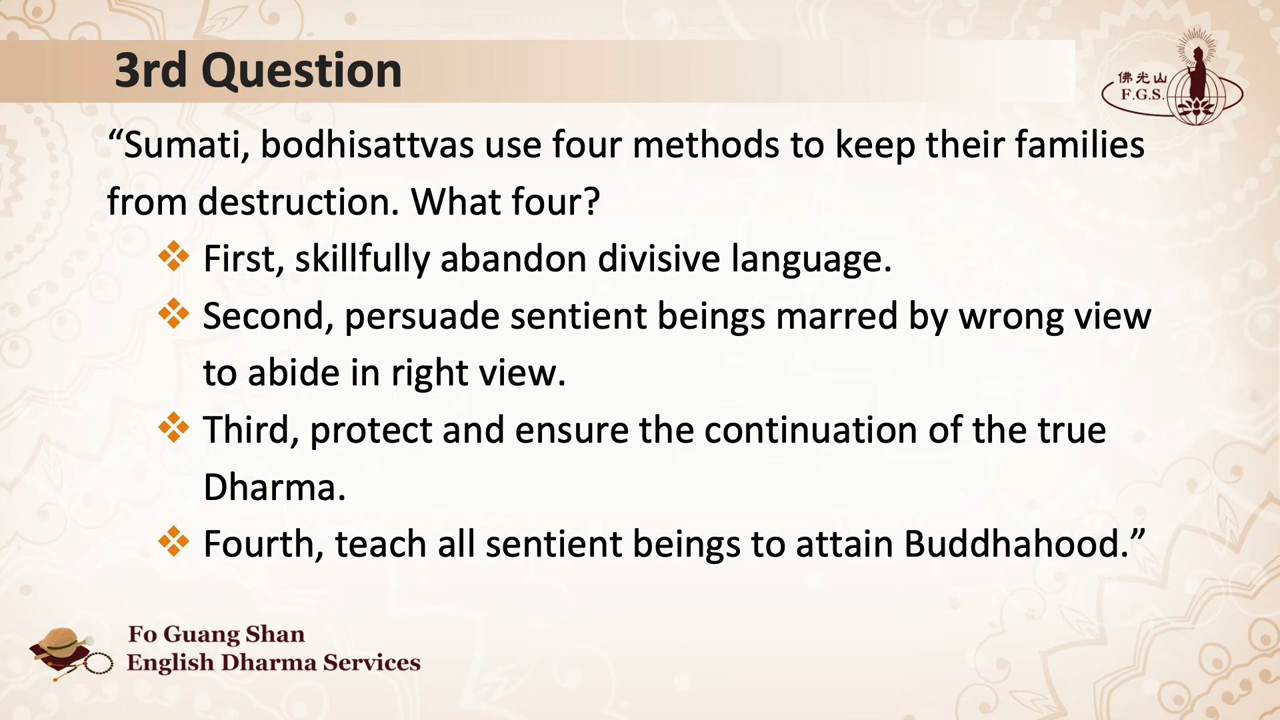 3rd Question
佛光山
F.G.S.
“Sumati, bodhisattvas use four methods to keep their families
from destruction. What four?
❖ First, skillfully abandon divisive language.
❖ Second, persuade sentient beings marred by wrong view
to abide in right view.
❖ Third, protect and ensure the continuation of the true
Dharma.
❖ Fourth, teach all sentient beings to attain Buddhahood.”
Fo Guang Shan
English Dharma Services